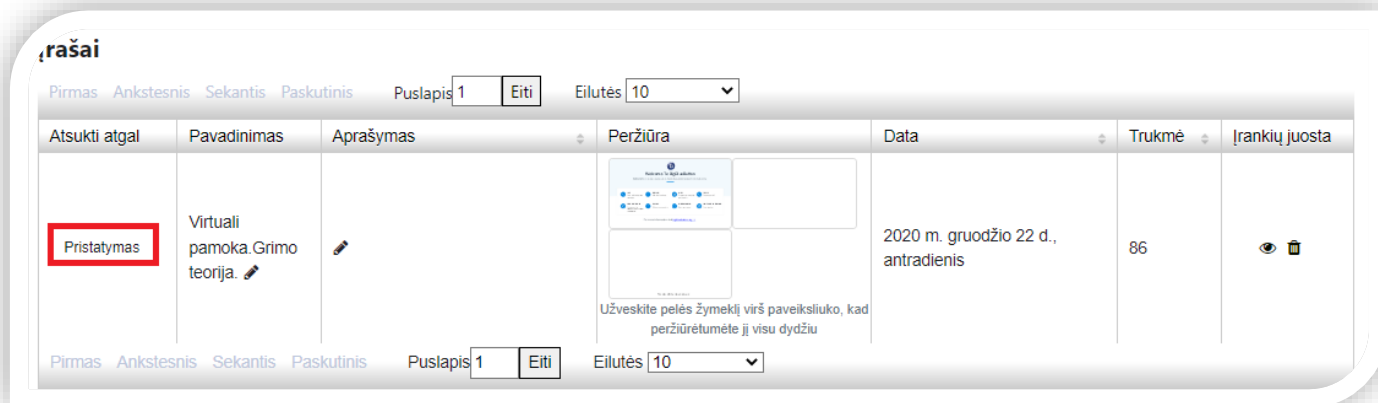 Įrašai
Pirmas Ankstesnis Sekantis Paskutinis Puslapis 1 Eiti Eilutės 10
Atsukti atgal Pavadinimas Aprašymas Peržiūra Data Trukmė Įrankių juosta
Pristatymas
Virtuali
pamoka.Grimo
teorija.
Užveskite pelės žymeklį virš paveiksliuko, kad
peržiūrėtumėte jį visu dydžiu
2020 m. gruodžio 22 d.,
antradienis
86
Pirmas Ankstesnis Sekantis Paskutinis Puslapis 1 Eiti Eilutės 10